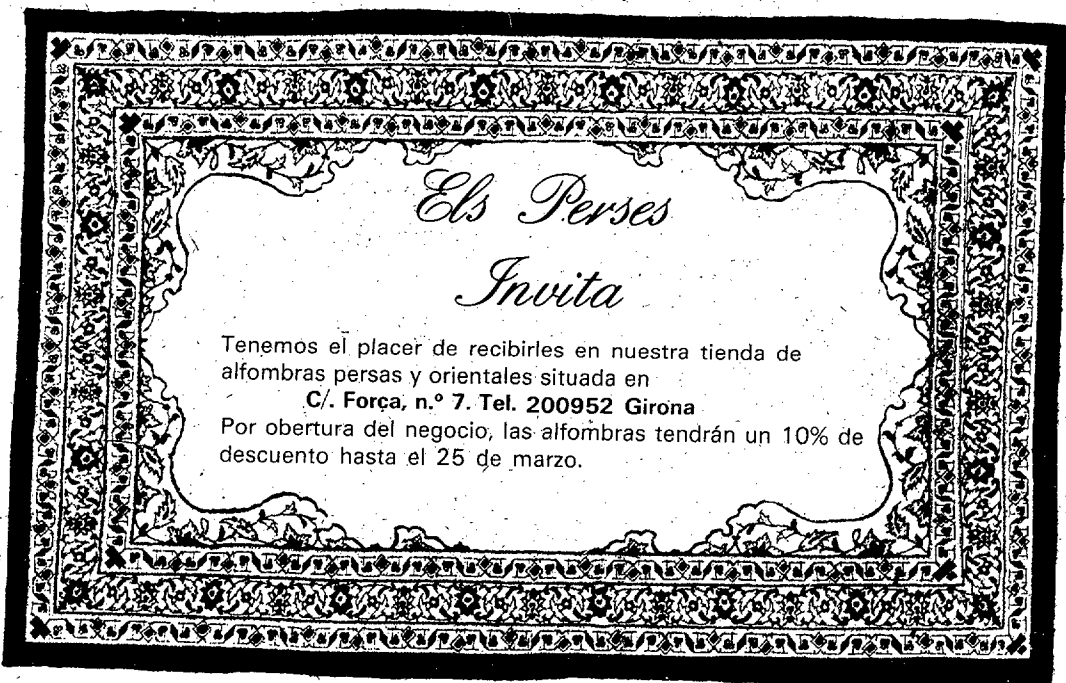 Els Perses
Invita
Tenemos el placer de recibirles en nuestra tienda de
alfombras persas y orientales situada en
C/. Força, n.º 7. Tel. 200952 Girona
Por obertura del negocio, las alfombras tendrán un 10% de
descuento hasta el 25 de marzo.